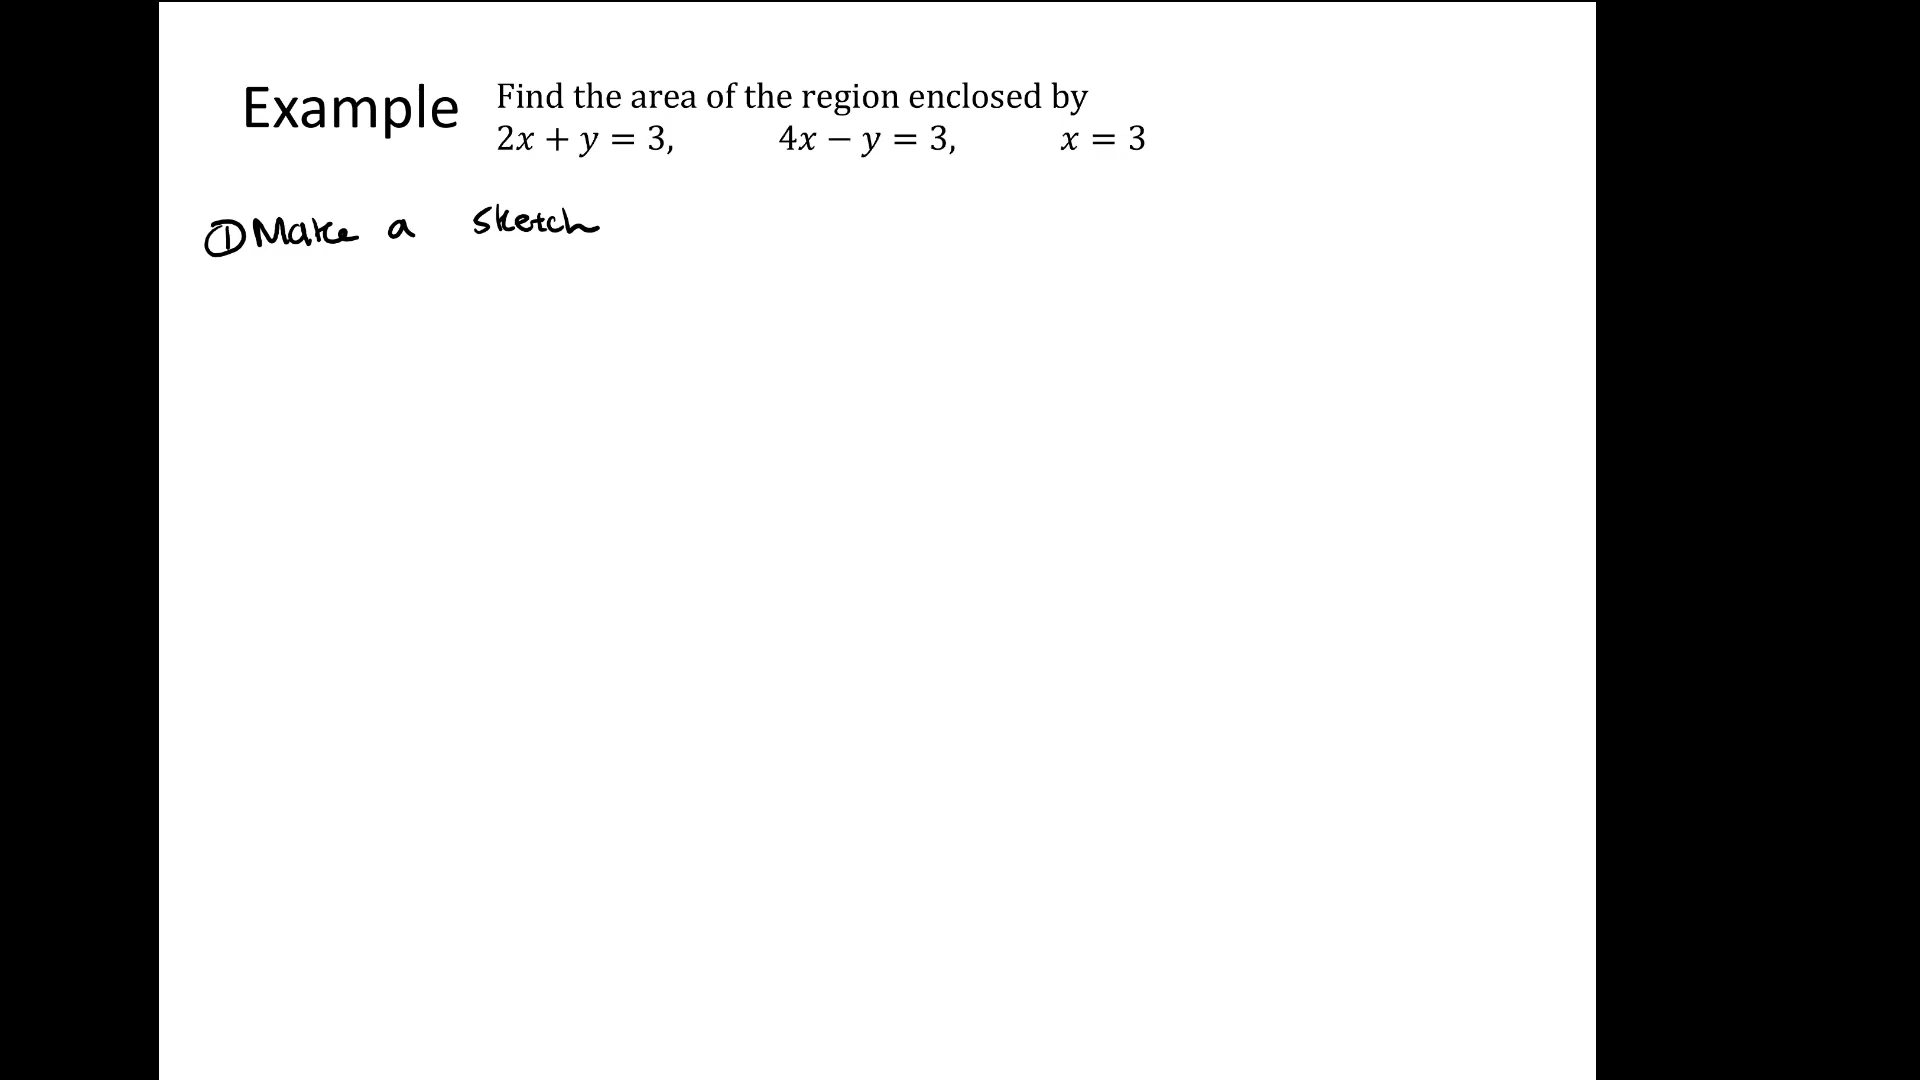 Example
Find the area of the region enclosed by
2x + y = 3, 4x − y = 3, x = 3
① Make a sketch